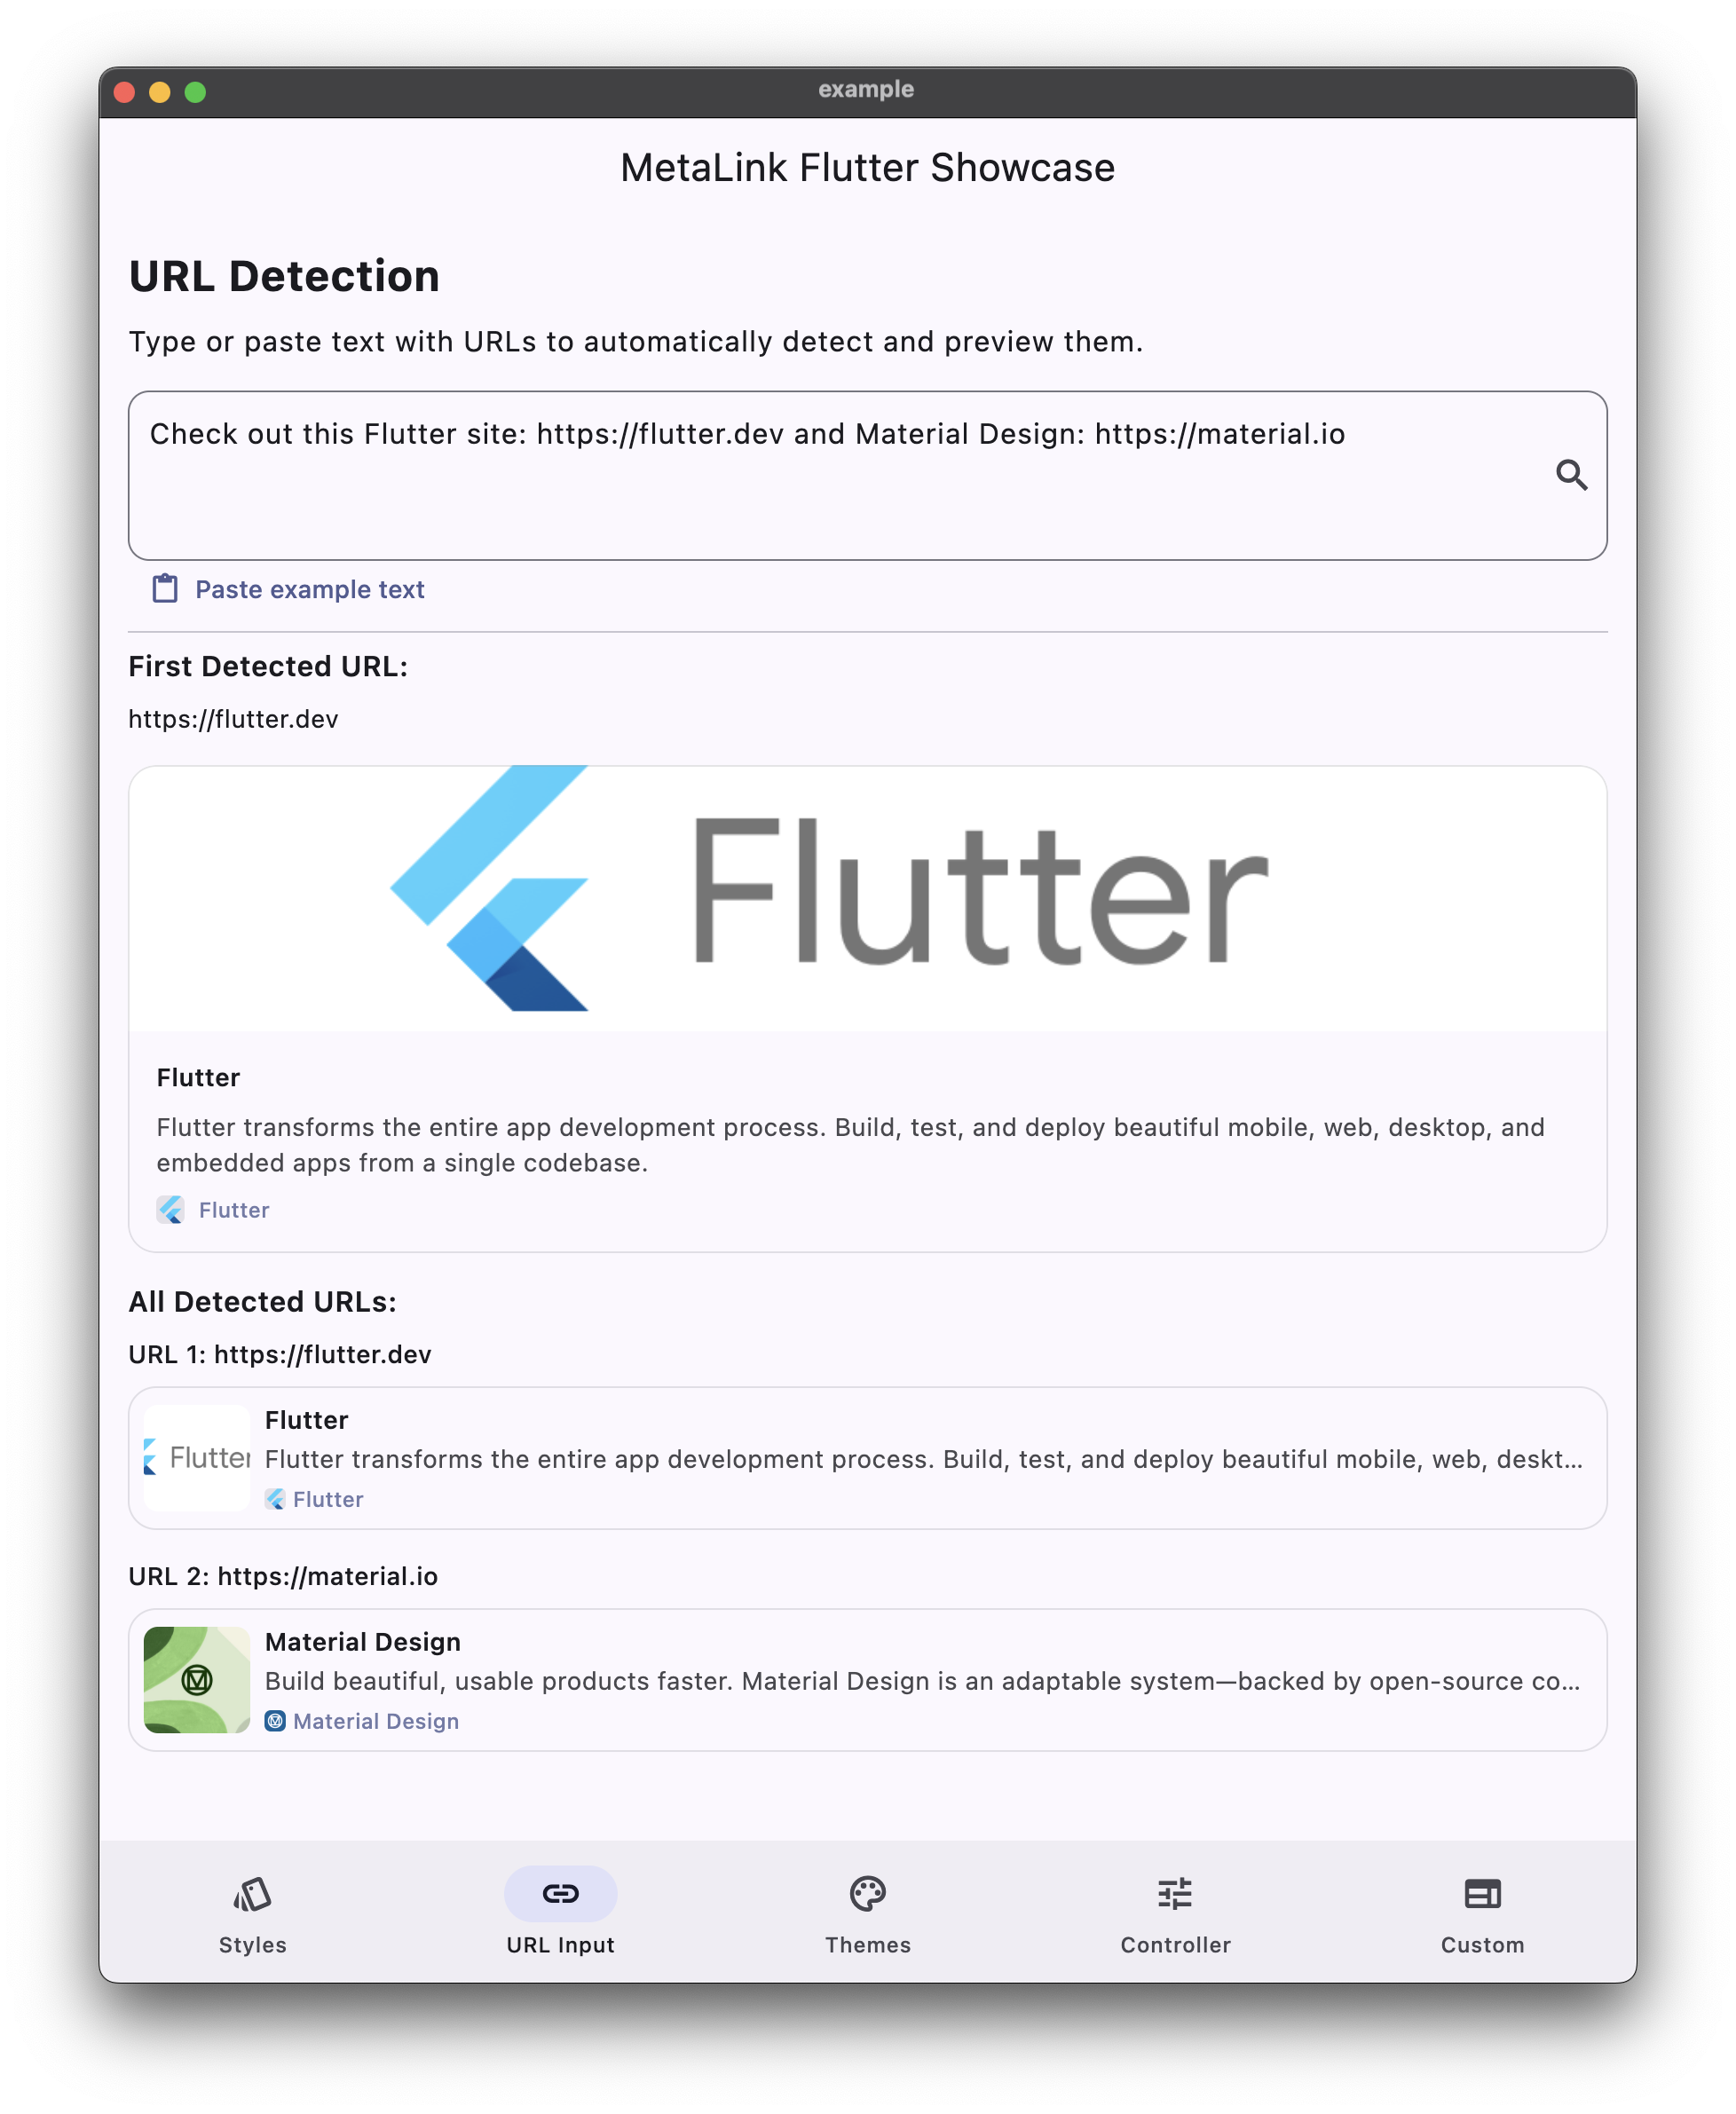 example
MetaLink Flutter Showcase
URL Detection
Type or paste text with URLs to automatically detect and preview them.
Check out this Flutter site: https://flutter.dev and Material Design: https://material.io
Paste example text
First Detected URL:
https://flutter.dev
Flutter
Flutter
Flutter transforms the entire app development process. Build, test, and deploy beautiful mobile, web, desktop, and
embedded apps from a single codebase.
Flutter
All Detected URLs:
URL 1: https://flutter.dev
Flutter
Flutter
Flutter transforms the entire app development process. Build, test, and deploy beautiful mobile, web, deskt...
Flutter
URL 2: https://material.io
Material Design
Build beautiful, usable products faster. Material Design is an adaptable system—backed by open-source co...
Material Design
Styles
URL Input
Themes
Controller
Custom